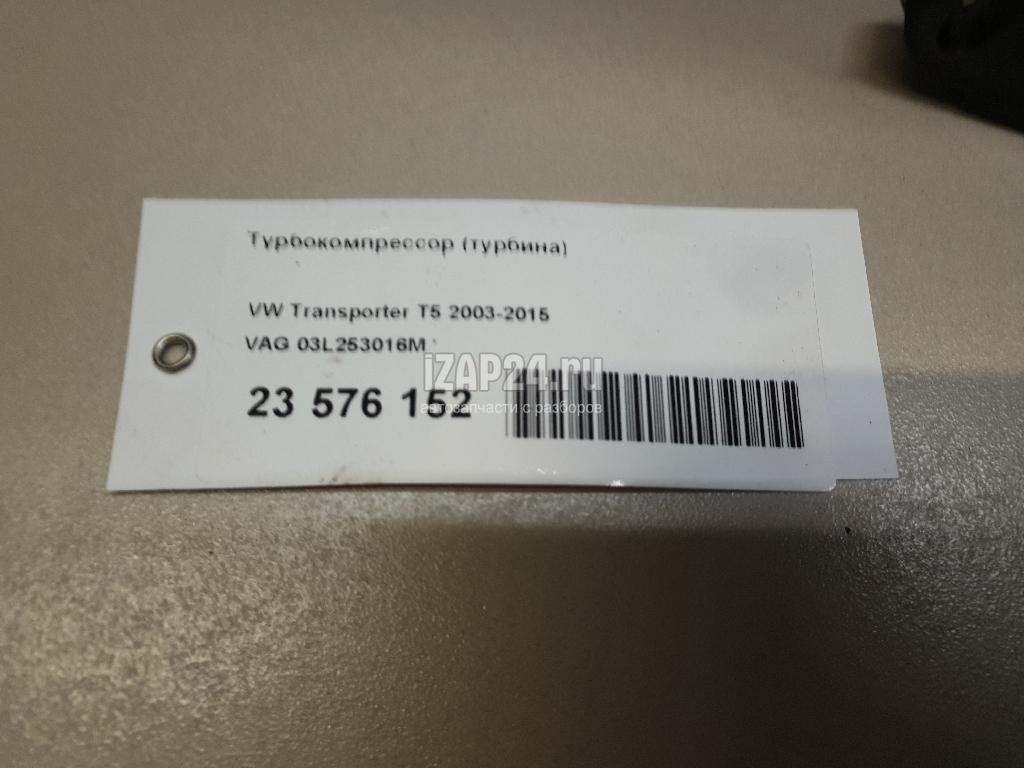 Турбокомпрессор (турбина)
VW Transporter T5 2003-2015
VAG 03L253016M
iZAP24.ru
23 576 152
автозапчасти с разборов